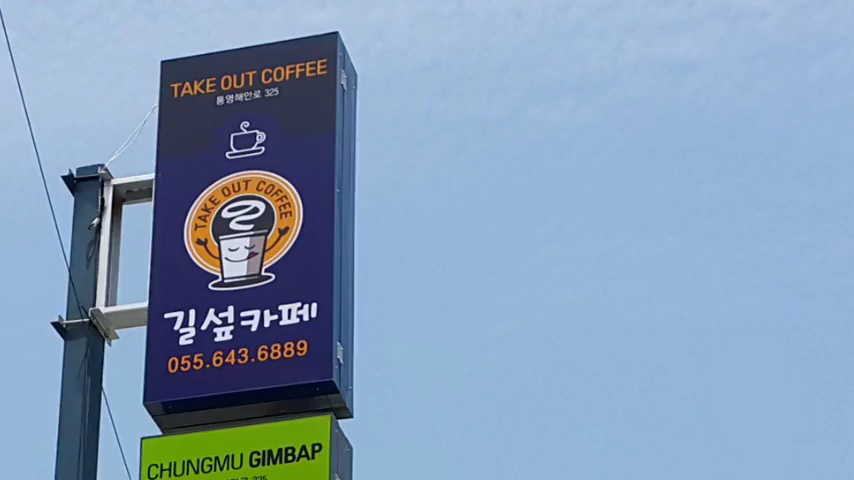 TAKE OUT COFFEE
통영해안로 325
TAKE OUT COFFEE
길섶카페
055.643.6889
CHUNGMU GIMBAP